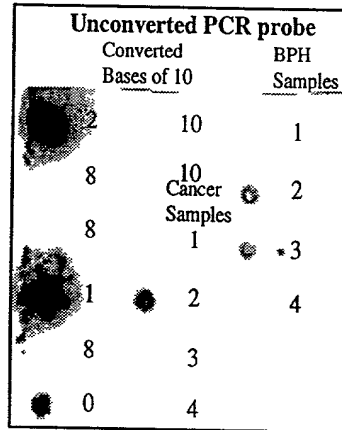 Unconverted PCR probe
Converted
Bases of 10
BPH
Samples
2
10
1
8
10
Cancer
Samples
2
8
1
3
1
2
4
8
3
0
4